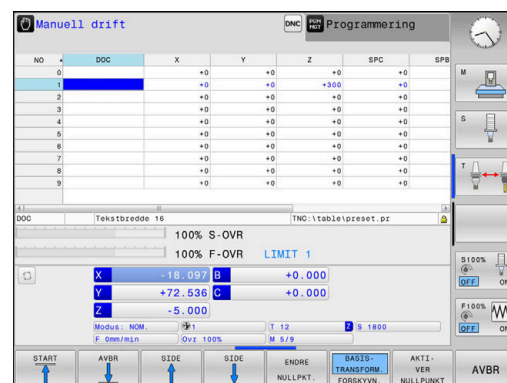 Manuell drift DNC Programmering
NO DOC X Y Z SPC SPB
0 +0 +0 +0 +0
1 +0 +0 +300 +0
2 +0 +0 +0 +0
3 +0 +0 +0 +0
4 +0 +0 +0 +0
5 +0 +0 +0 +0
6 +0 +0 +0 +0
7 +0 +0 +0 +0
8 +0 +0 +0 +0
9 +0 +0 +0 +0
DOC Tekstbredde 16 TNC:\table\preset.pr
100% S-OVR
100% F-OVR LIMIT 1
X -18.097 B +0.000
Y +72.536 C +0.000
Z -5.000
Modus: NOM. 1 T 12 Z S 1800
F 0mm/min Ovr 100% M 5/9
M
S
T
S100%
OFF ON
F100%
OFF ON
START AVBR SIDE SIDE ENDRE NULLPKT. BASIS-TRANSFORM. FORSKYVN. AKTI-VER NULLPUNKT AVBR